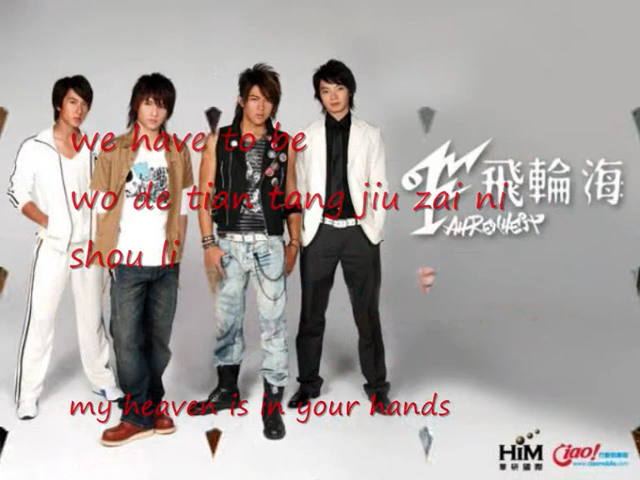 we have to be
wo de tian tang jiu zai ni
shou li
my heaven is in your hands
飛輪海
HIM
華研國際
Ciao!